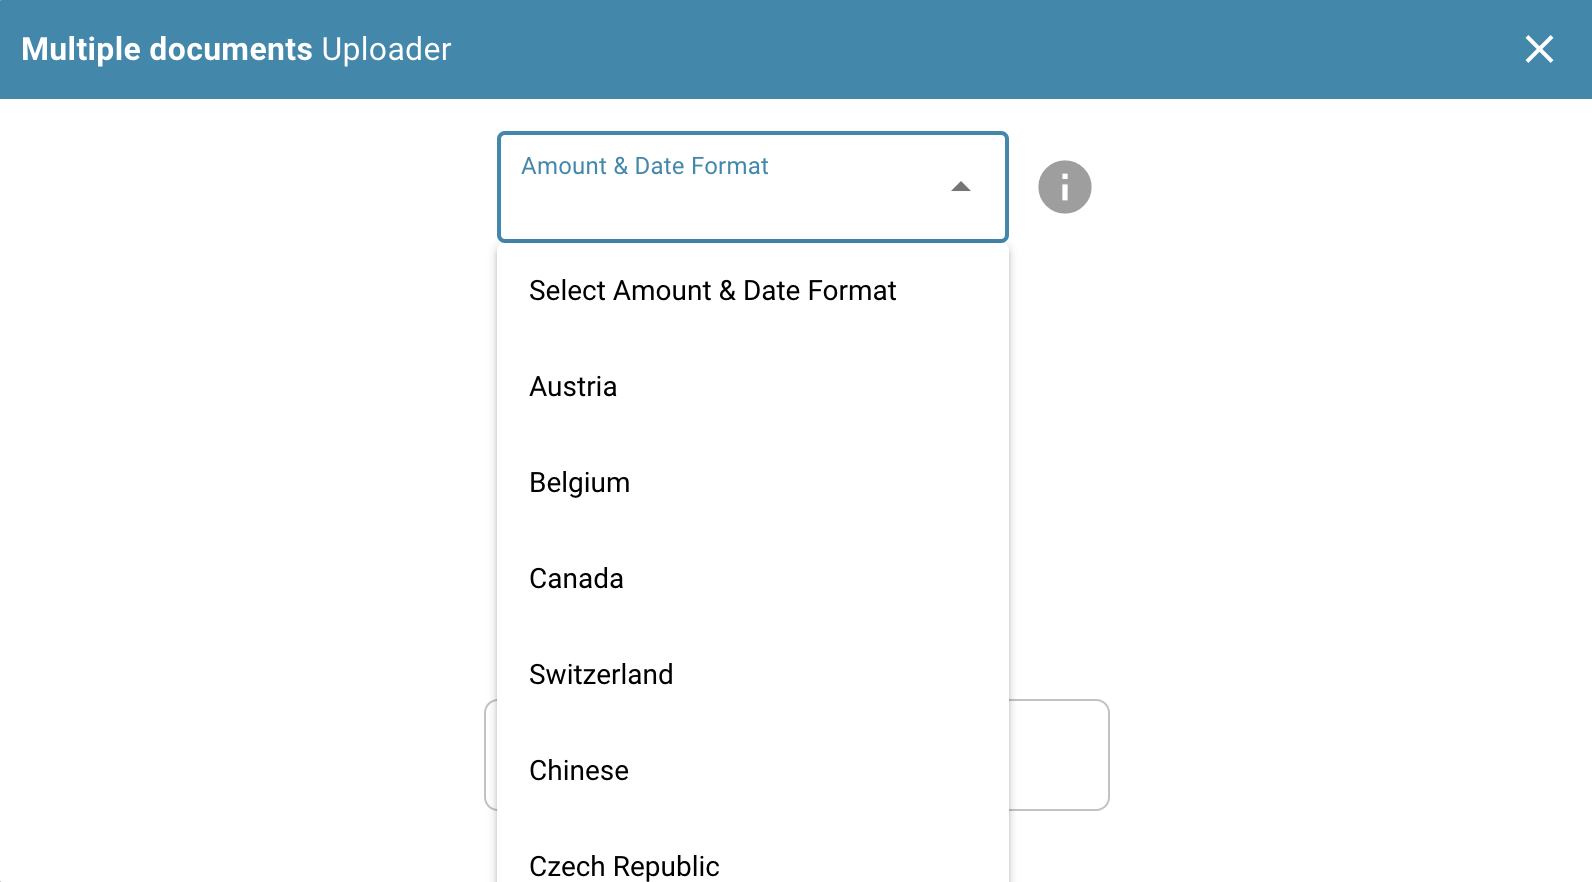 Multiple documents Uploader
Amount & Date Format
Select Amount & Date Format
Austria
Belgium
Canada
Switzerland
Chinese
Czech Republic